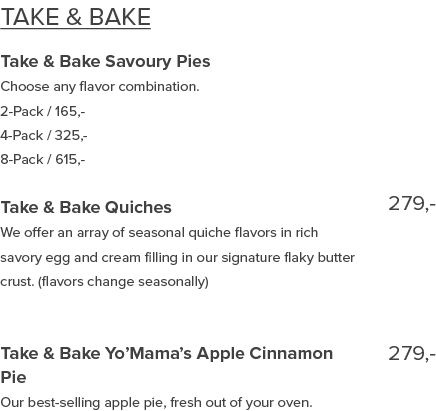 TAKE & BAKE
Take & Bake Savoury Pies
Choose any flavor combination.
2-Pack / 165,-
4-Pack / 325,-
8-Pack / 615,-
Take & Bake Quiches 279,-
We offer an array of seasonal quiche flavors in rich
savory egg and cream filling in our signature flaky butter
crust. (flavors change seasonally)
Take & Bake Yo’Mama’s Apple Cinnamon 279,-
Pie
Our best-selling apple pie, fresh out of your oven.